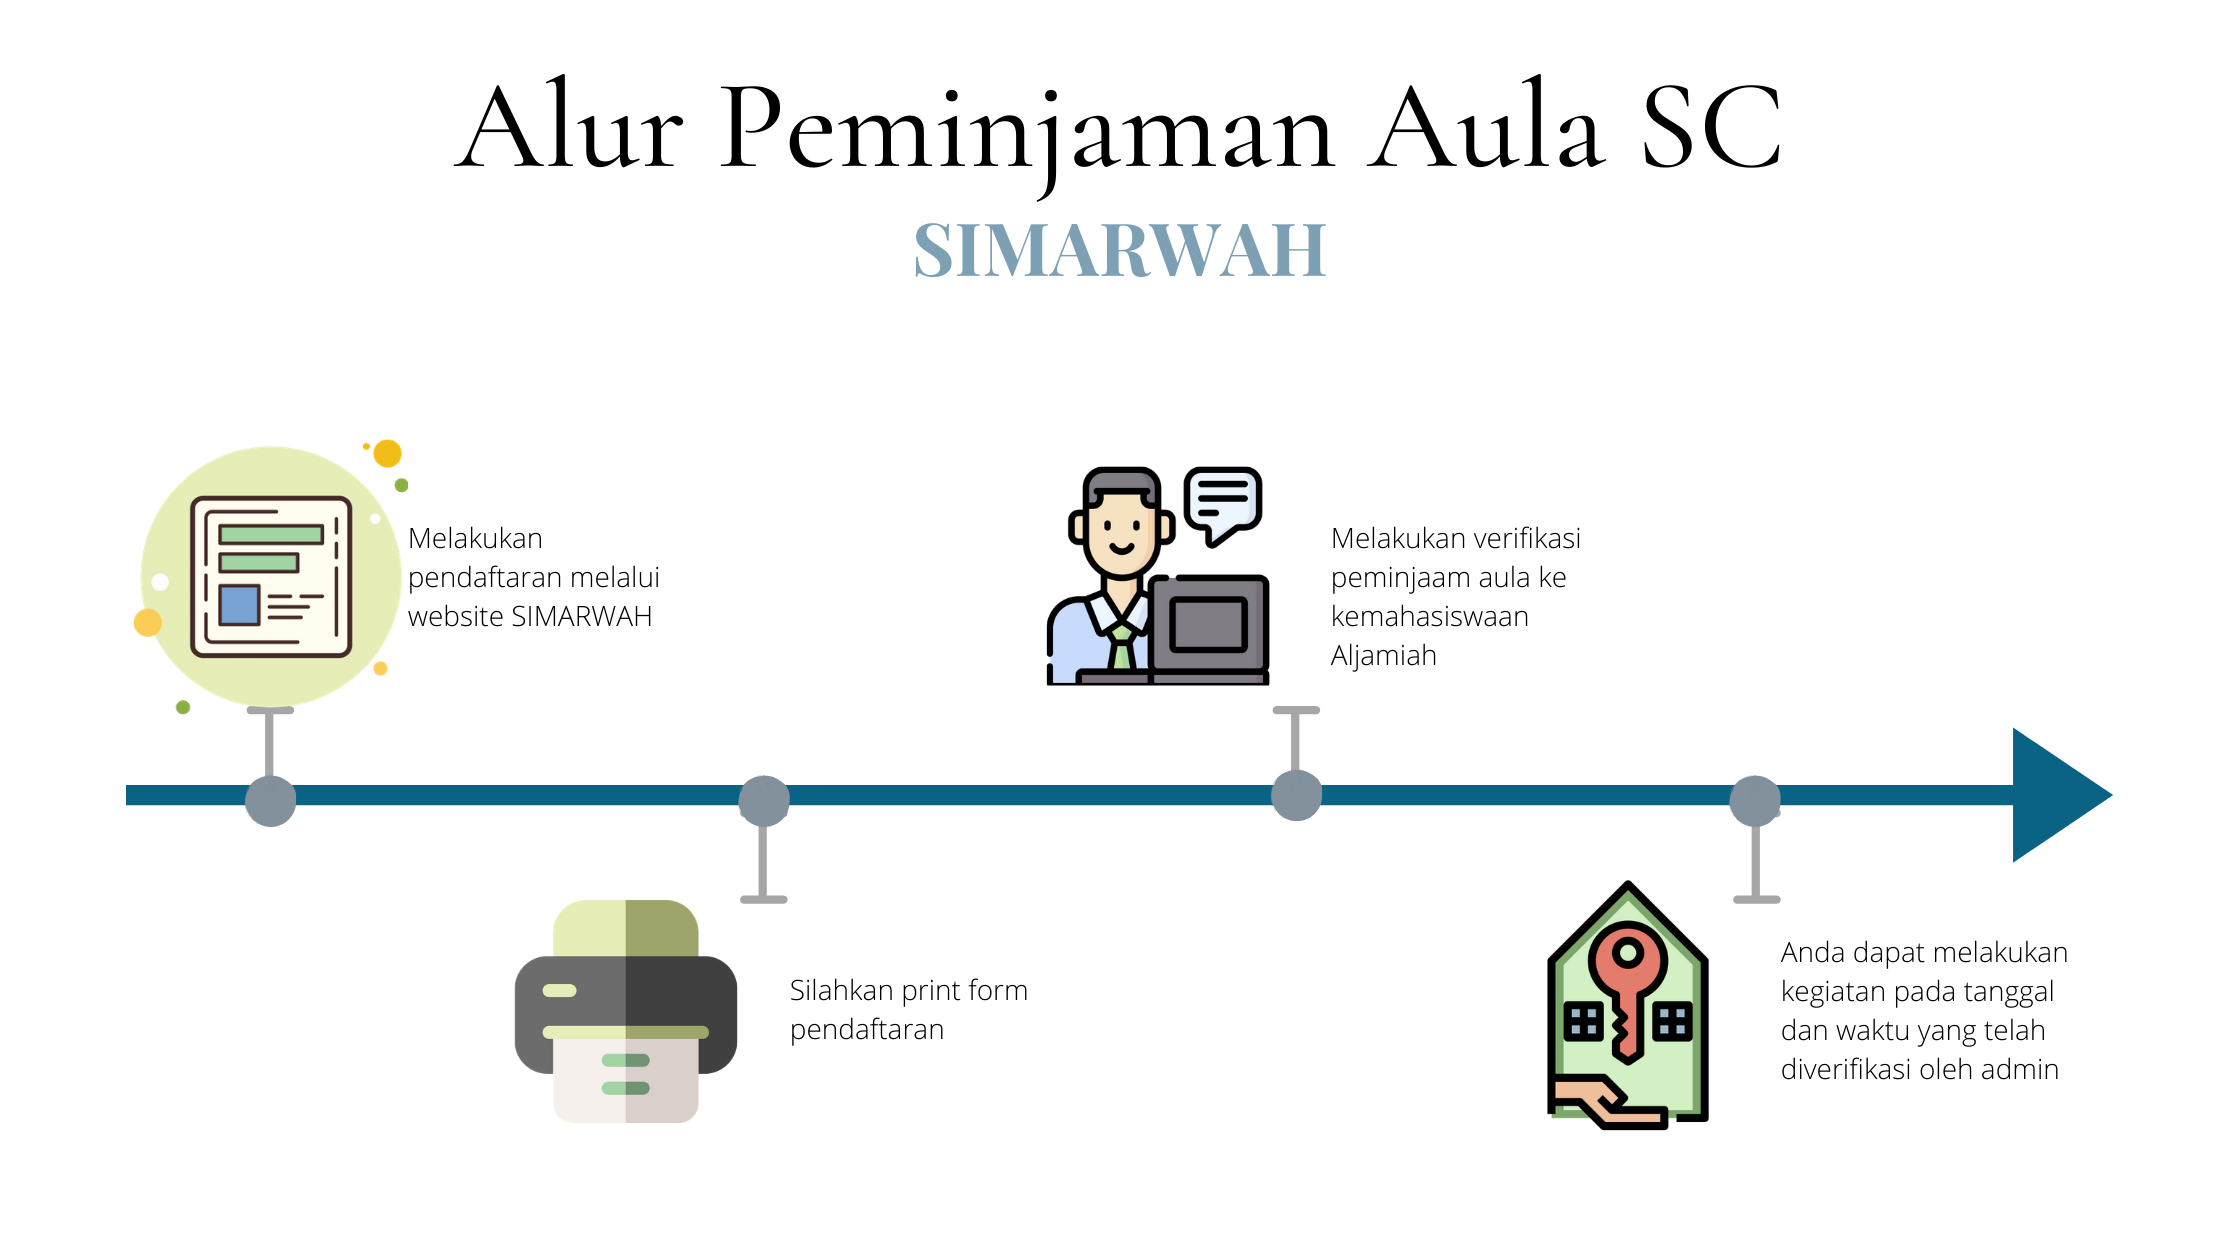 Alur Peminjaman Aula SC
SIMARWAH
Melakukan
pendaftaran melalui
website SIMARWAH
Silahkan print form
pendaftaran
Melakukan verifikasi
peminjaam aula ke
kemahasiswaan
Aljamiah
Anda dapat melakukan
kegiatan pada tanggal
dan waktu yang telah
diverifikasi oleh admin